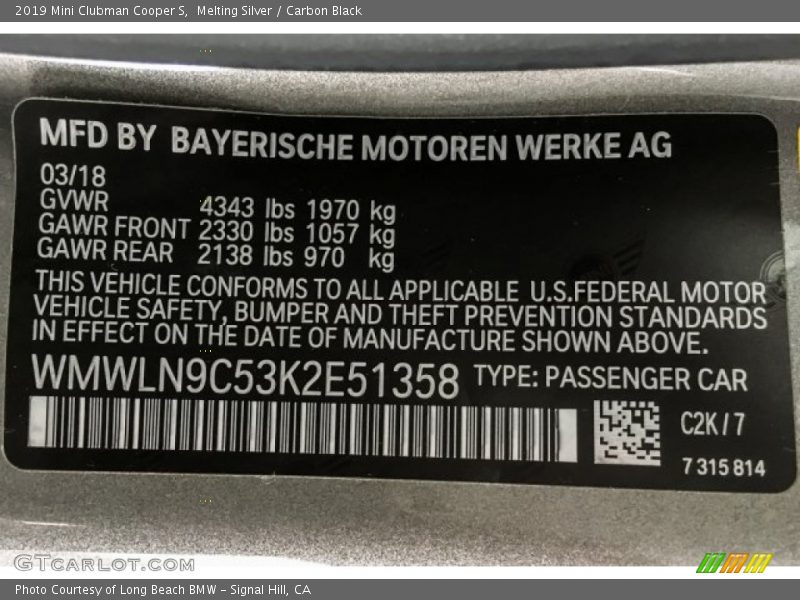 2019 Mini Clubman Cooper S,  Melting Silver / Carbon Black
MFD BY BAYERISCHE MOTOREN WERKE AG
03/18
GVWR 4343 lbs 1970 kg
GAWR FRONT 2330 lbs 1057 kg
GAWR REAR 2138 lbs 970 kg
THIS VEHICLE CONFORMS TO ALL APPLICABLE U.S.FEDERAL MOTOR
VEHICLE SAFETY, BUMPER AND THEFT PREVENTION STANDARDS
IN EFFECT ON THE DATE OF MANUFACTURE SHOWN ABOVE.
WMWLN9C53K2E51358 TYPE: PASSENGER CAR
C2K / 7
7 315 814
GTCARLOT.COM
Photo Courtesy of Long Beach BMW - Signal Hill, CA